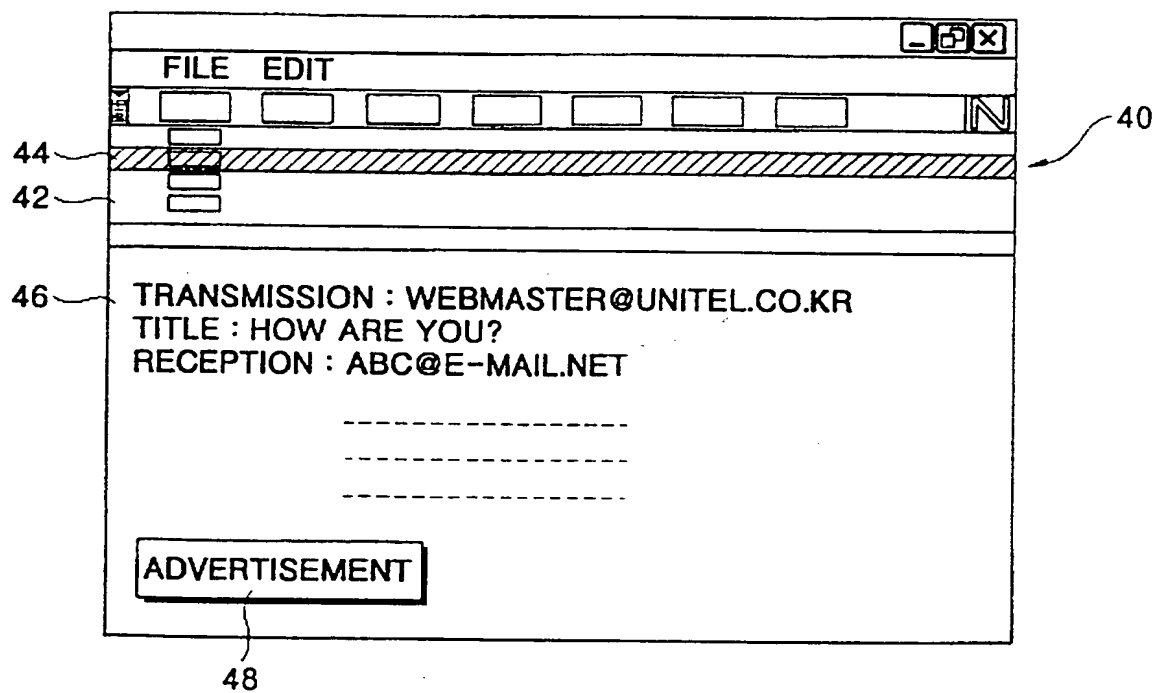 FILE EDIT
N
40
44
42
46
TRANSMISSION : WEBMASTER@UNITEL.CO.KR
TITLE : HOW ARE YOU?
RECEPTION : ABC@E-MAIL.NET
ADVERTISEMENT
48